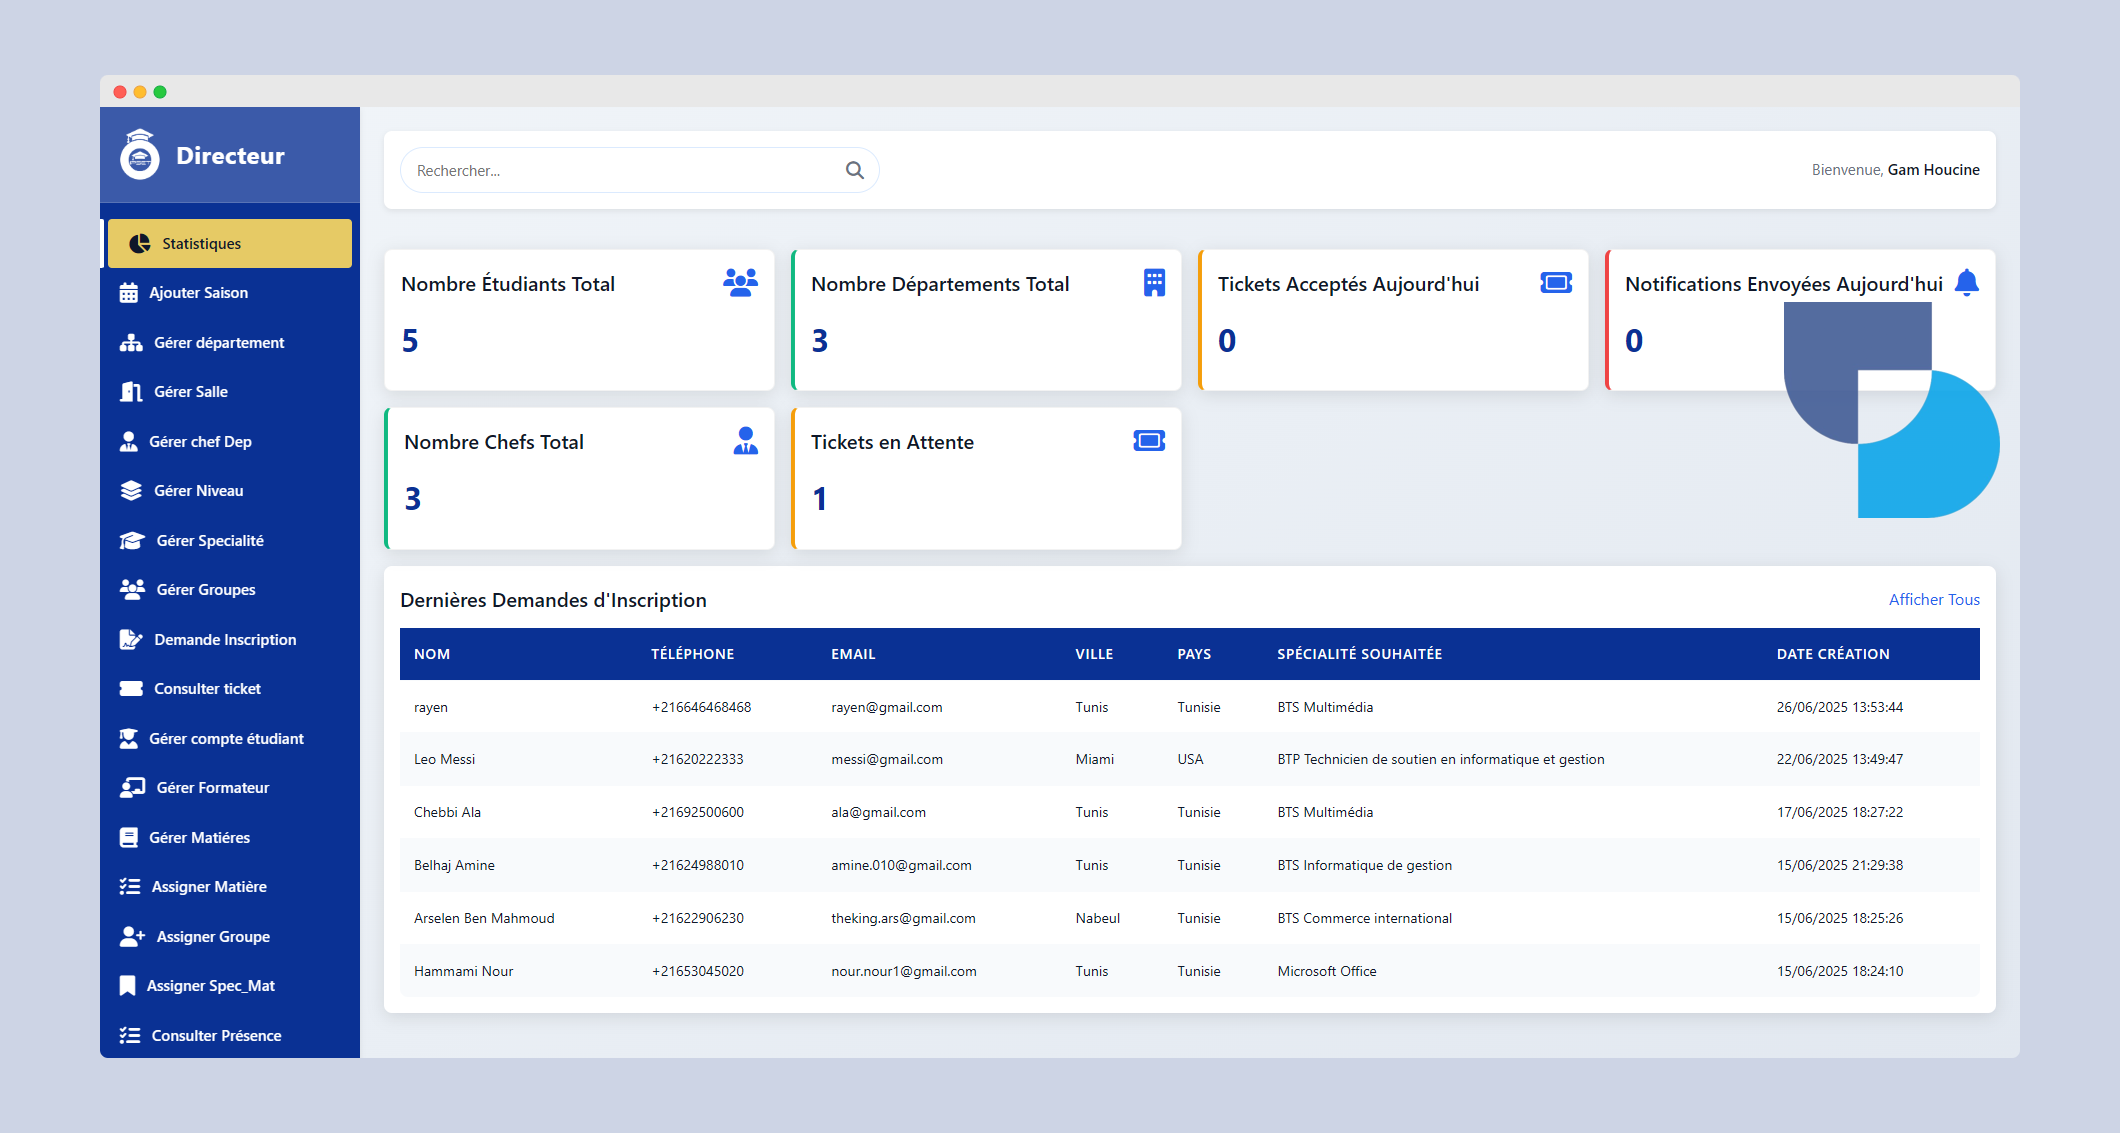 Directeur
Statistiques
Ajouter Saison
Gérer département
Gérer Salle
Gérer chef Dep
Gérer Niveau
Gérer Specialité
Gérer Groupes
Demande Inscription
Consulter ticket
Gérer compte étudiant
Gérer Formateur
Gérer Matiéres
Assigner Matière
Assigner Groupe
Assigner Spec_Mat
Consulter Présence
Rechercher...
Bienvenue, Gam Houcine
Nombre Étudiants Total
5
Nombre Départements Total
3
Tickets Acceptés Aujourd'hui
0
Notifications Envoyées Aujourd'hui
0
Nombre Chefs Total
3
Tickets en Attente
1
Dernières Demandes d'Inscription
Afficher Tous
NOM TÉLÉPHONE EMAIL VILLE PAYS SPÉCIALITÉ SOUHAITÉE DATE CRÉATION
rayen +216646468468 rayen@gmail.com Tunis Tunisie BTS Multimédia 26/06/2025 13:53:44
Leo Messi +21620222333 messi@gmail.com Miami USA BTP Technicien de soutien en informatique et gestion 22/06/2025 13:49:47
Chebbi Ala +21692500600 ala@gmail.com Tunis Tunisie BTS Multimédia 17/06/2025 18:27:22
Belhaj Amine +21624988010 amine.010@gmail.com Tunis Tunisie BTS Informatique de gestion 15/06/2025 21:29:38
Arselen Ben Mahmoud +21622906230 theking.ars@gmail.com Nabeul Tunisie BTS Commerce international 15/06/2025 18:25:26
Hammami Nour +21653045020 nour.nour1@gmail.com Tunis Tunisie Microsoft Office 15/06/2025 18:24:10